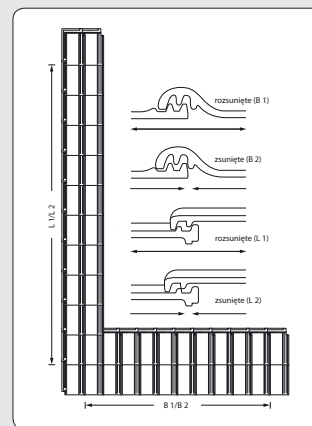 rozsunięte (B 1)
zsunięte (B 2)
rozsunięte (L 1)
zsunięte (L 2)
L 1/L 2
B 1/B 2